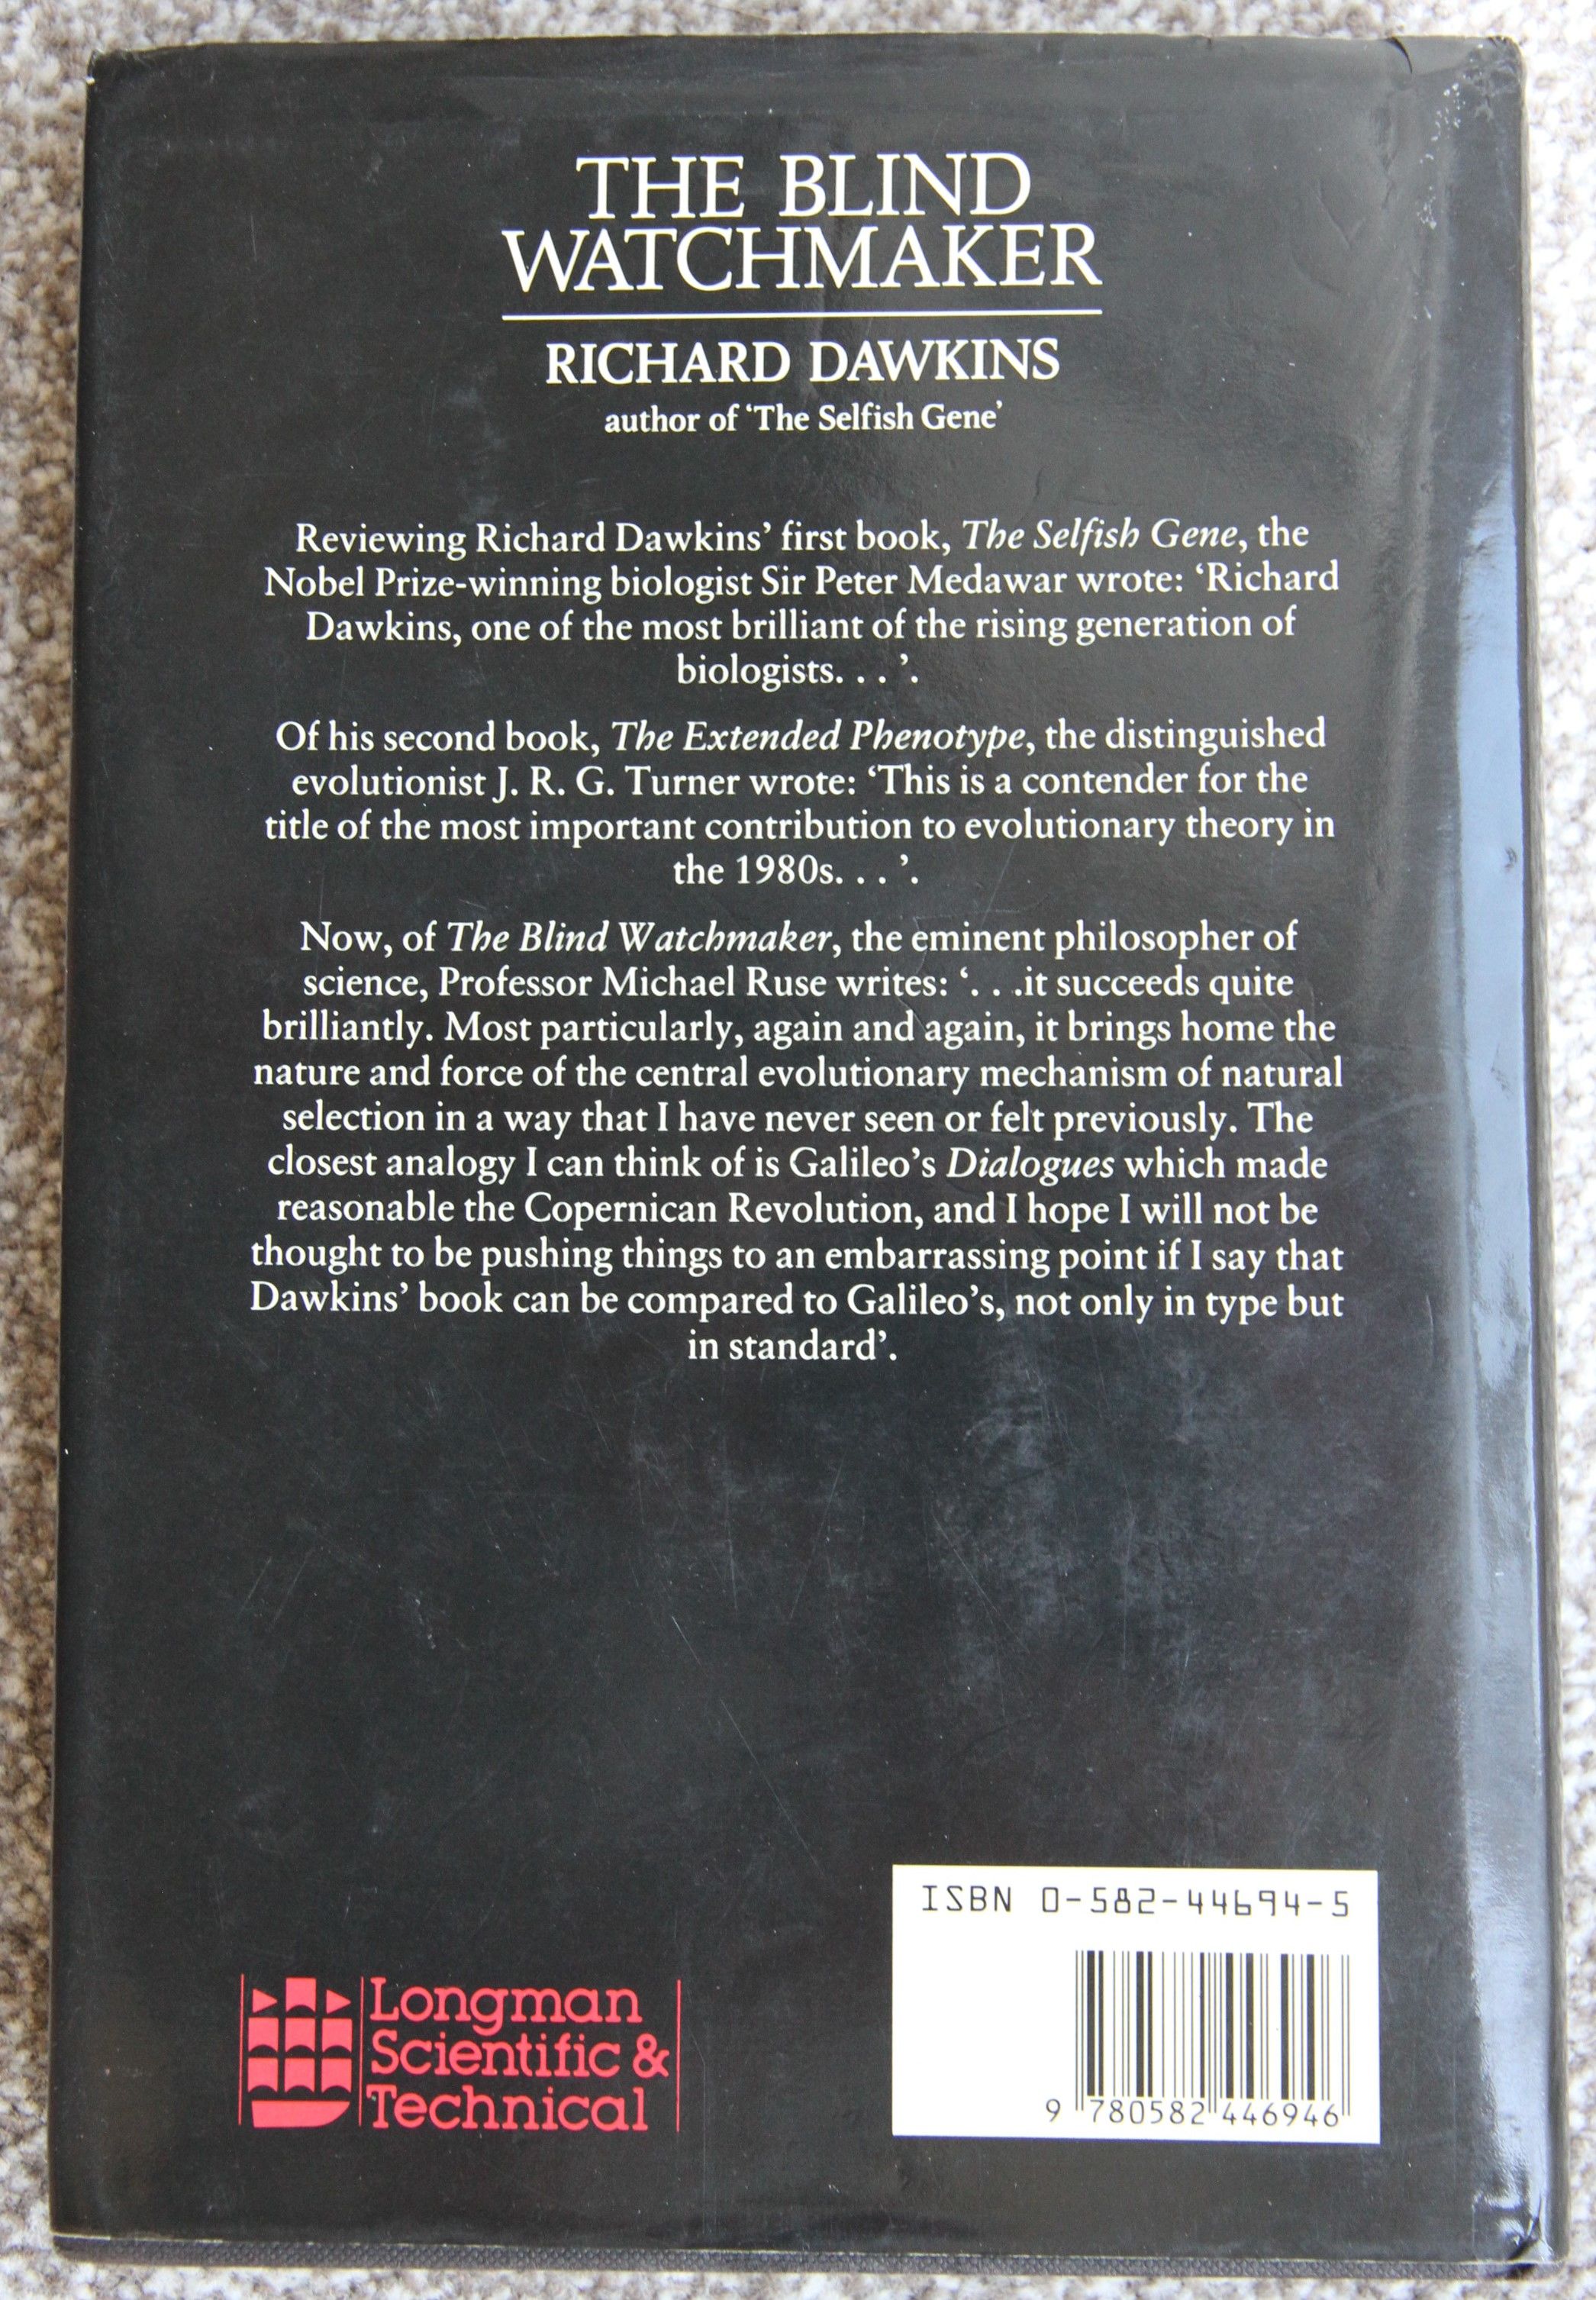 THE BLIND
WATCHMAKER
RICHARD DAWKINS
author of ‘The Selfish Gene’
Reviewing Richard Dawkins’ first book, The Selfish Gene, the
Nobel Prize-winning biologist Sir Peter Medawar wrote: ‘Richard
Dawkins, one of the most brilliant of the rising generation of
biologists. . . ’.
Of his second book, The Extended Phenotype, the distinguished
evolutionist J. R. G. Turner wrote: ‘This is a contender for the
title of the most important contribution to evolutionary theory in
the 1980s. . . ’.
Now, of The Blind Watchmaker, the eminent philosopher of
science, Professor Michael Ruse writes: ‘. . .it succeeds quite
brilliantly. Most particularly, again and again, it brings home the
nature and force of the central evolutionary mechanism of natural
selection in a way that I have never seen or felt previously. The
closest analogy I can think of is Galileo’s Dialogues which made
reasonable the Copernican Revolution, and I hope I will not be
thought to be pushing things to an embarrassing point if I say that
Dawkins’ book can be compared to Galileo’s, not only in type but
in standard’.
Longman
Scientific &
Technical
ISBN 0-582-44694-5
9 780582 446946